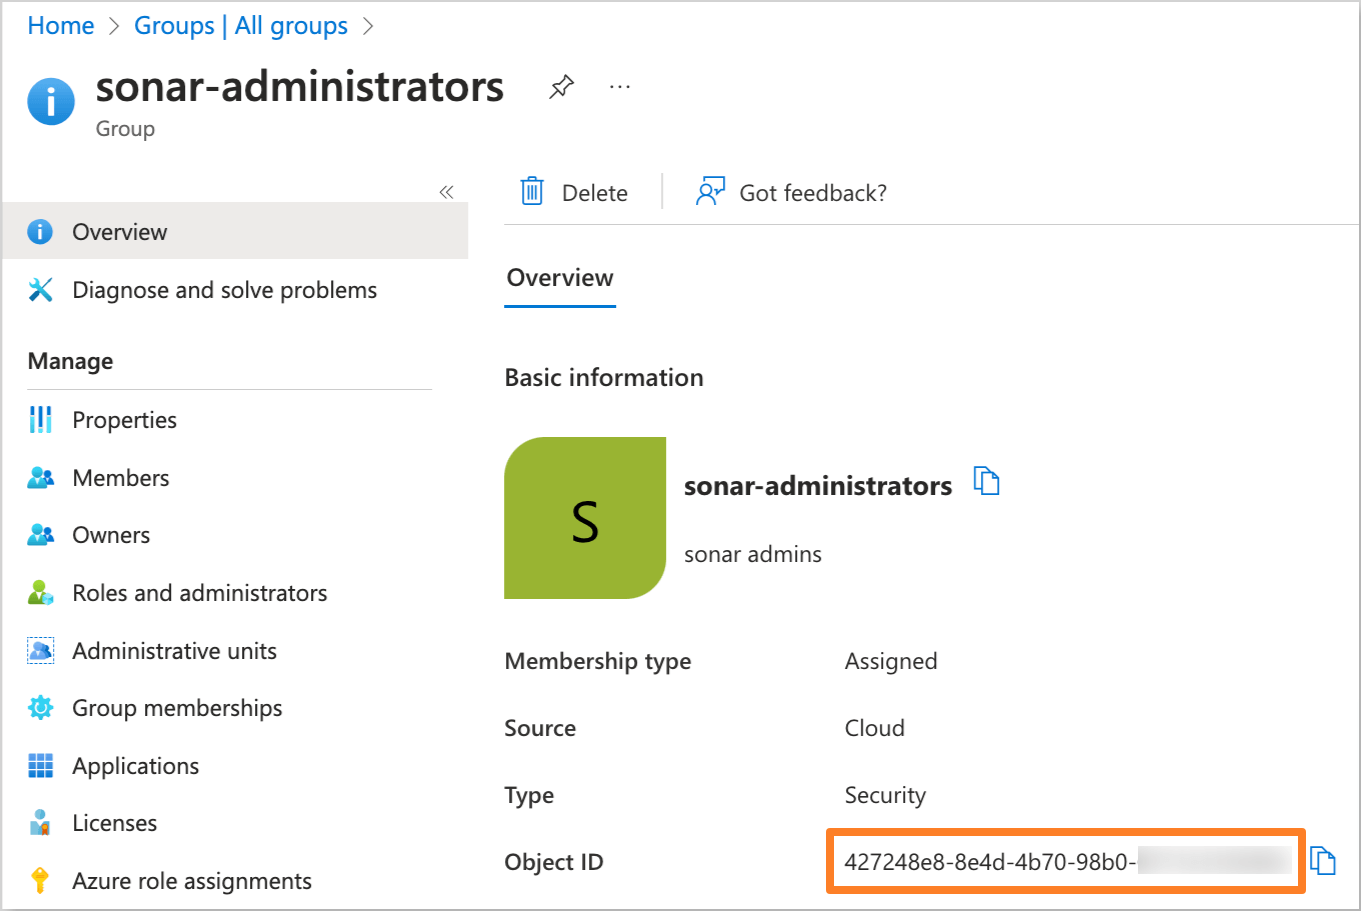 Home > Groups | All groups >
sonar-administrators ...
Group
«
Delete
Got feedback?
Overview
Diagnose and solve problems
Manage
Properties
Members
Owners
Roles and administrators
Administrative units
Group memberships
Applications
Licenses
Azure role assignments
Overview
Basic information
S
sonar-administrators
sonar admins
Membership type Assigned
Source Cloud
Type Security
Object ID 427248e8-8e4d-4b70-98b0-